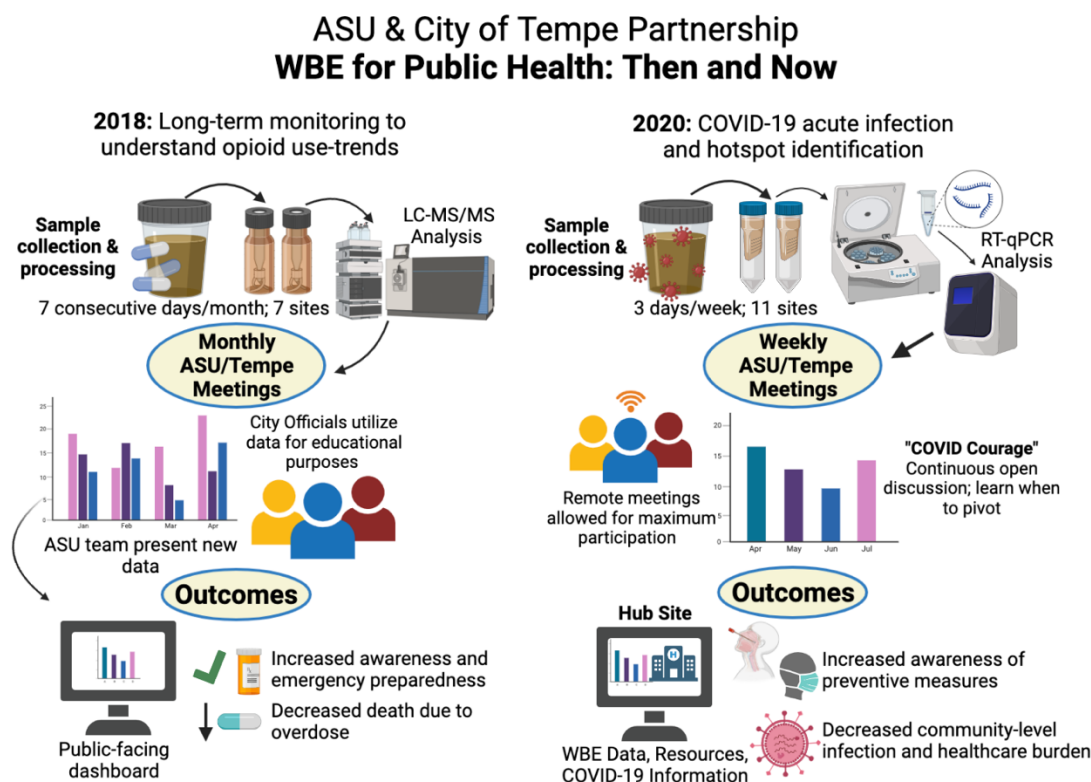 ASU & City of Tempe Partnership
WBE for Public Health: Then and Now
2018: Long-term monitoring to
understand opioid use-trends
Sample
collection &
processing
LC-MS/MS
Analysis
7 consecutive days/month; 7 sites
Monthly
ASU/Tempe
Meetings
25
20
15
10
5
0
Jan
Feb
Mar
Apr
City Officials utilize
data for educational
purposes
ASU team present new
data
Outcomes
Public-facing
dashboard
Increased awareness and
emergency preparedness
Decreased death due to
overdose
2020: COVID-19 acute infection
and hotspot identification
Sample
collection &
processing
RT-qPCR
Analysis
3 days/week; 11 sites
Weekly
ASU/Tempe
Meetings
Remote meetings
allowed for maximum
participation
20
15
10
5
0
Apr
May
Jun
Jul
"COVID Courage"
Continuous open
discussion; learn when
to pivot
Outcomes
Hub Site
H
WBE Data, Resources,
COVID-19 Information
Increased awareness of
preventive measures
Decreased community-level
infection and healthcare burden